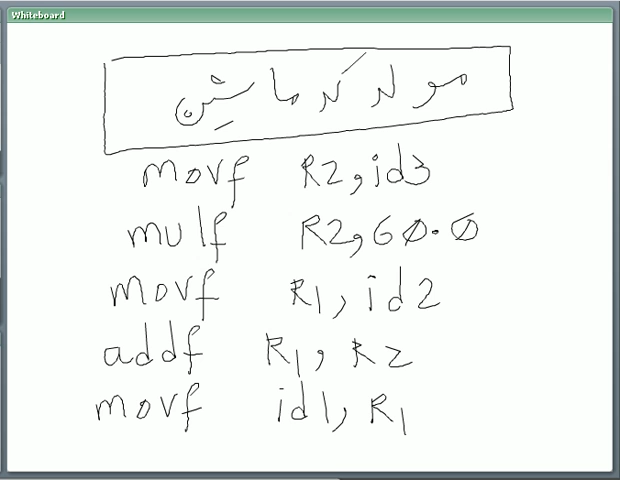 Whiteboard
مولد کد ماشین
movf R2,id3
mulf R2,60.0
movf R1,id2
addf R1,R2
movf id1,R1